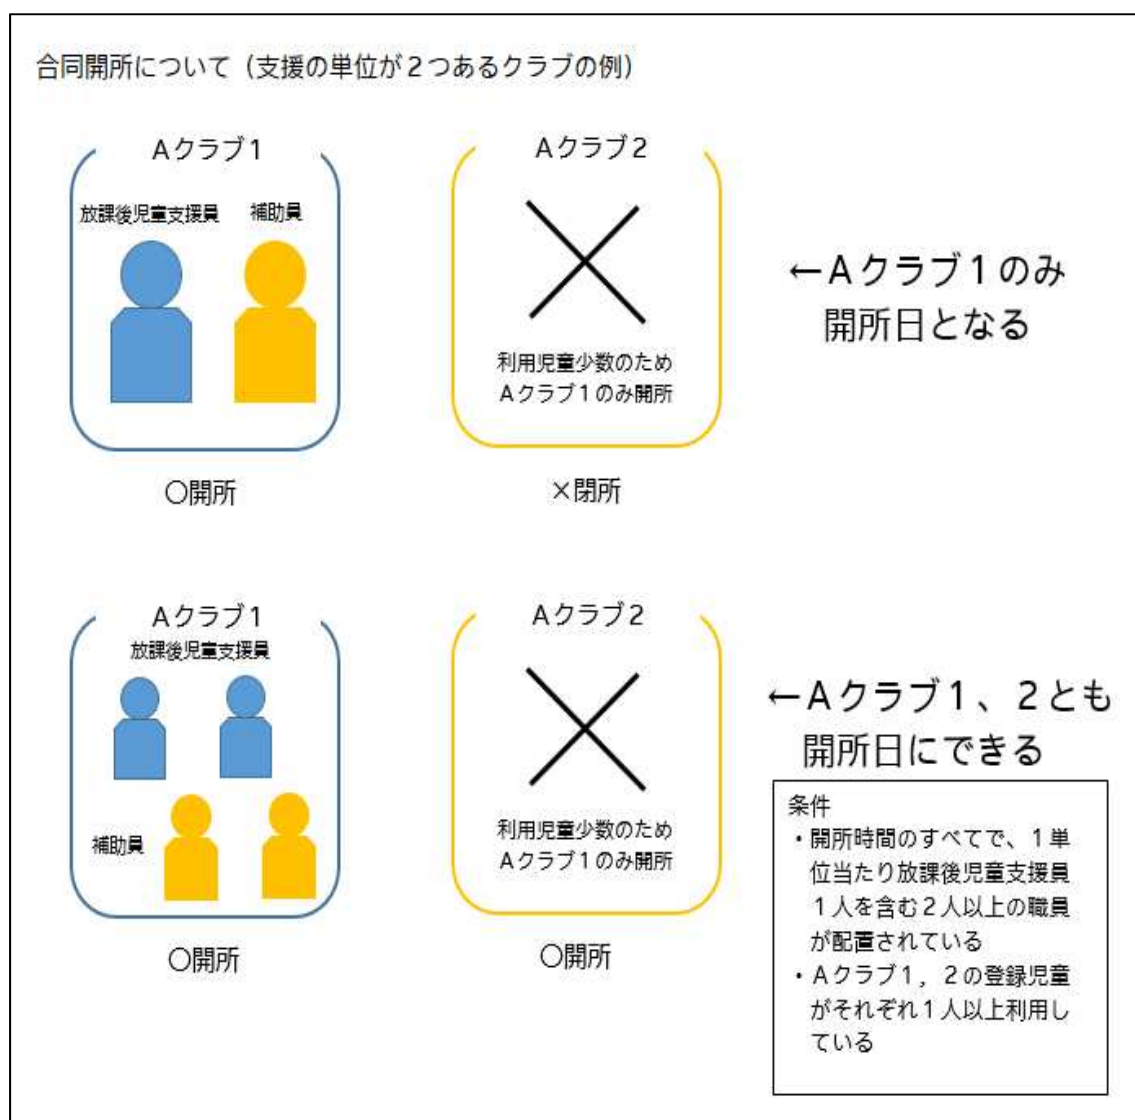 合同開所について（支援の単位が２つあるクラブの例）
Ａクラブ１
放課後児童支援員
補助員
〇開所
Ａクラブ２
利用児童少数のため
Ａクラブ１のみ開所
×閉所
←Ａクラブ１のみ
開所日となる
Ａクラブ１
放課後児童支援員
補助員
〇開所
Ａクラブ２
利用児童少数のため
Ａクラブ１のみ開所
〇開所
←Ａクラブ１、２とも
開所日にできる
条件
・開所時間のすべてで、１単
位当たり放課後児童支援員
１人を含む２人以上の職員
が配置されている
・Ａクラブ１，２の登録児童
がそれぞれ１人以上利用し
ている